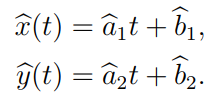 x̂(t) = â₁t + b̂₁,
ŷ(t) = â₂t + b̂₂.